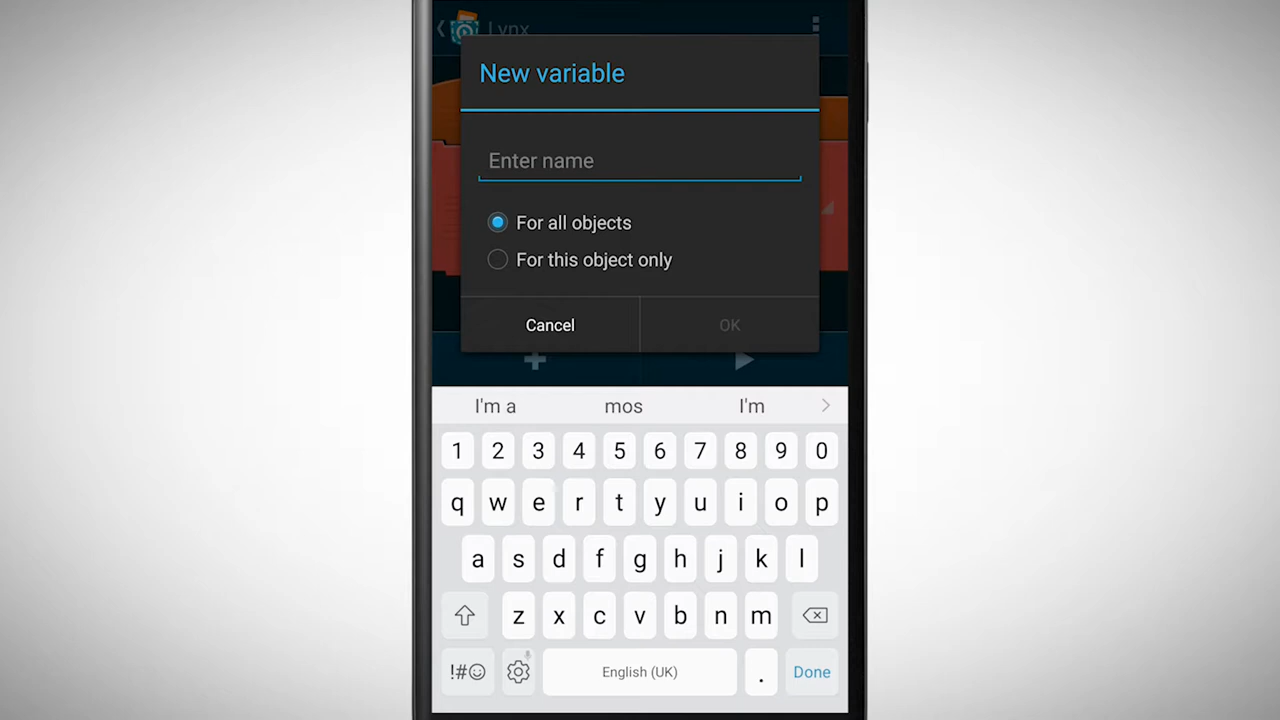 Lynx
New variable
Enter name
For all objects
For this object only
Cancel OK
I'm a mos I'm
1 2 3 4 5 6 7 8 9 0
q w e r t y u i o p
a s d f g h j k l
z x c v b n m
!#☺ English (UK) . Done